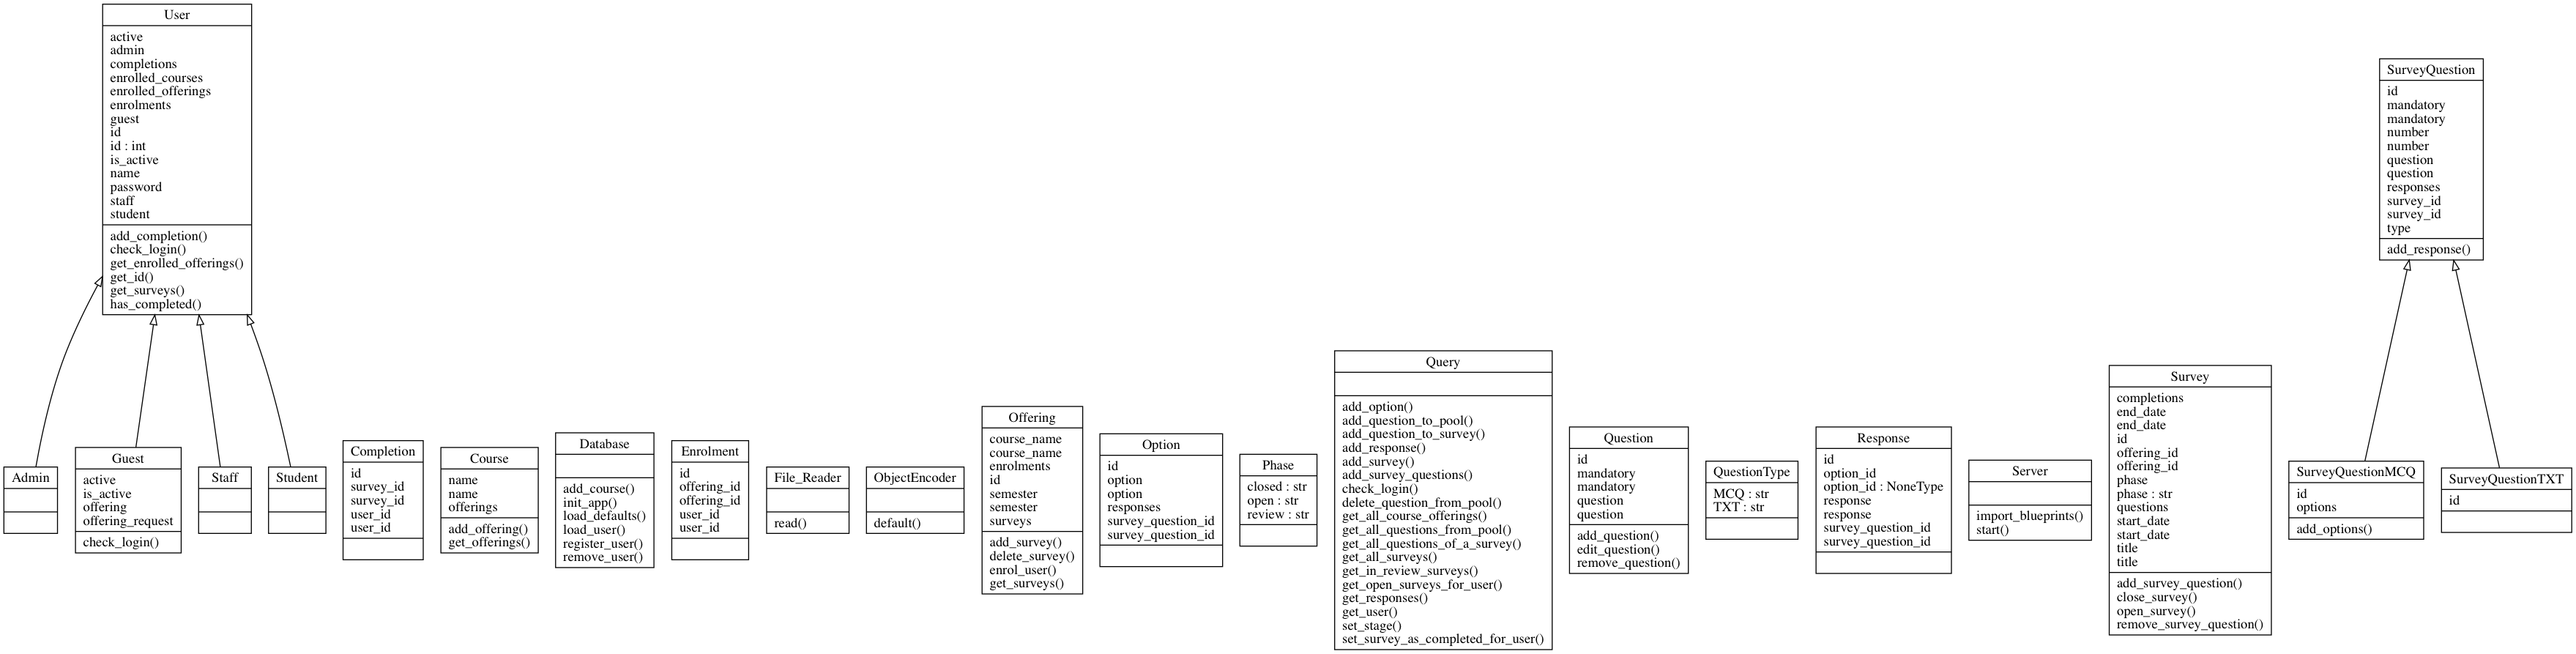 User
active
admin
completions
enrolled_courses
enrolled_offerings
enrolments
guest
id
id : int
is_active
name
password
staff
student
add_completion()
check_login()
get_enrolled_offerings()
get_id()
get_surveys()
has_completed()
SurveyQuestion
id
mandatory
mandatory
number
number
question
question
responses
survey_id
survey_id
type
add_response()
Admin
Guest
active
is_active
offering
offering_request
check_login()
Staff
Student
Completion
id
survey_id
survey_id
user_id
user_id
Course
name
name
offerings
add_offering()
get_offerings()
Database
add_course()
init_app()
load_defaults()
load_user()
register_user()
remove_user()
Enrolment
id
offering_id
offering_id
user_id
user_id
File_Reader
read()
ObjectEncoder
default()
Offering
course_name
course_name
enrolments
id
semester
semester
surveys
add_survey()
delete_survey()
enrol_user()
get_surveys()
Option
id
option
option
responses
survey_question_id
survey_question_id
Phase
closed : str
open : str
review : str
Query
add_option()
add_question_to_pool()
add_question_to_survey()
add_response()
add_survey()
add_survey_questions()
check_login()
delete_question_from_pool()
get_all_course_offerings()
get_all_questions_from_pool()
get_all_questions_of_a_survey()
get_all_surveys()
get_in_review_surveys()
get_open_surveys_for_user()
get_responses()
get_user()
set_stage()
set_survey_as_completed_for_user()
Question
id
mandatory
mandatory
question
question
add_question()
edit_question()
remove_question()
QuestionType
MCQ : str
TXT : str
Response
id
option_id
option_id : NoneType
response
response
survey_question_id
survey_question_id
Server
import_blueprints()
start()
Survey
completions
end_date
end_date
id
offering_id
offering_id
phase
phase : str
questions
start_date
start_date
title
title
add_survey_question()
close_survey()
open_survey()
remove_survey_question()
SurveyQuestionMCQ
id
options
add_options()
SurveyQuestionTXT
id